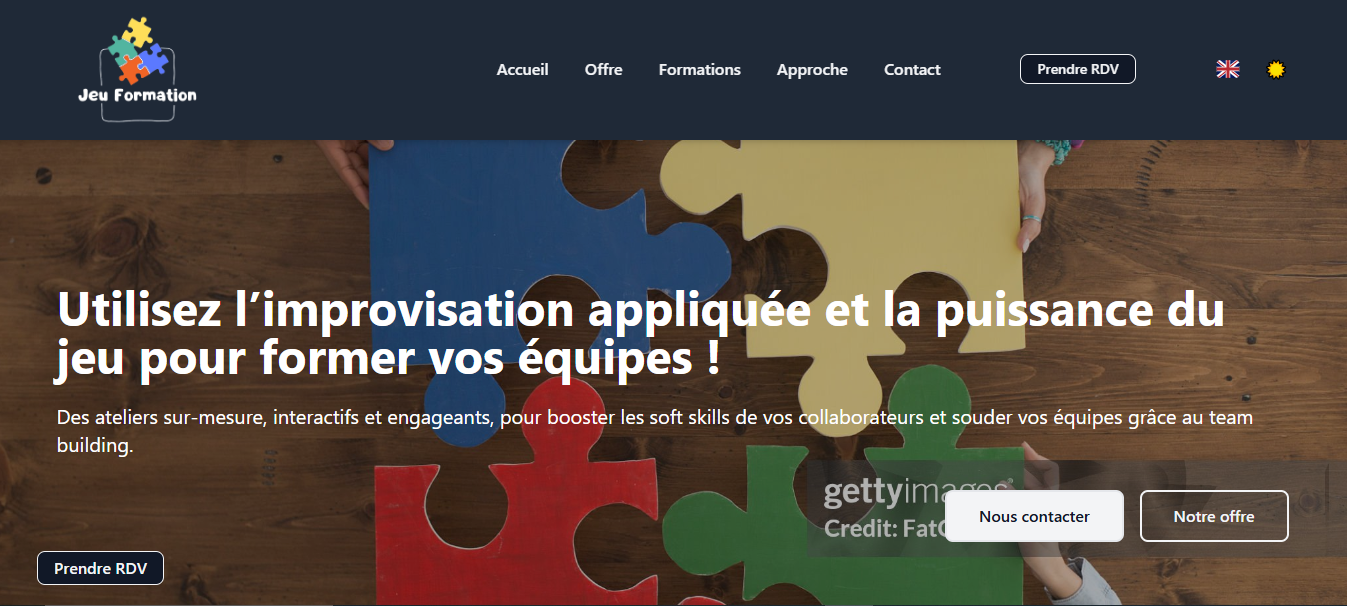 Jeu Formation
Accueil
Offre
Formations
Approche
Contact
Prendre RDV
Utilisez l’improvisation appliquée et la puissance du
jeu pour former vos équipes !
Des ateliers sur-mesure, interactifs et engageants, pour booster les soft skills de vos collaborateurs et souder vos équipes grâce au team
building.
gettyimages
Credit:
Nous contacter
Notre offre
Prendre RDV